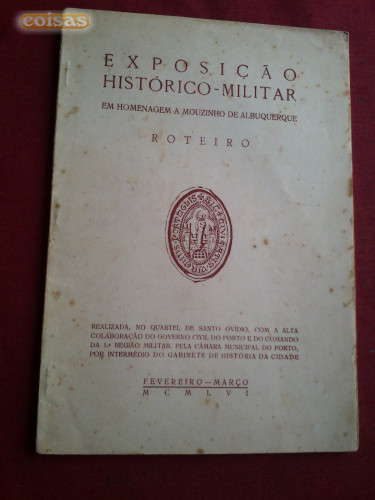 coisas
EXPOSIÇÃO
HISTÓRICO-MILITAR
EM HOMENAGEM A MOUZINHO DE ALBUQUERQUE
ROTEIRO
REALIZADA, NO QUARTEL DE SANTO OVÍDIO, COM A ALTA
COLABORAÇÃO DO GOVERNO CIVIL DO PORTO E DO COMANDO
DA 1.ª REGIÃO MILITAR, PELA CÂMARA MUNICIPAL DO PORTO,
POR INTERMÉDIO DO GABINETE DE HISTÓRIA DA CIDADE
FEVEREIRO—MARÇO
MCMLVI